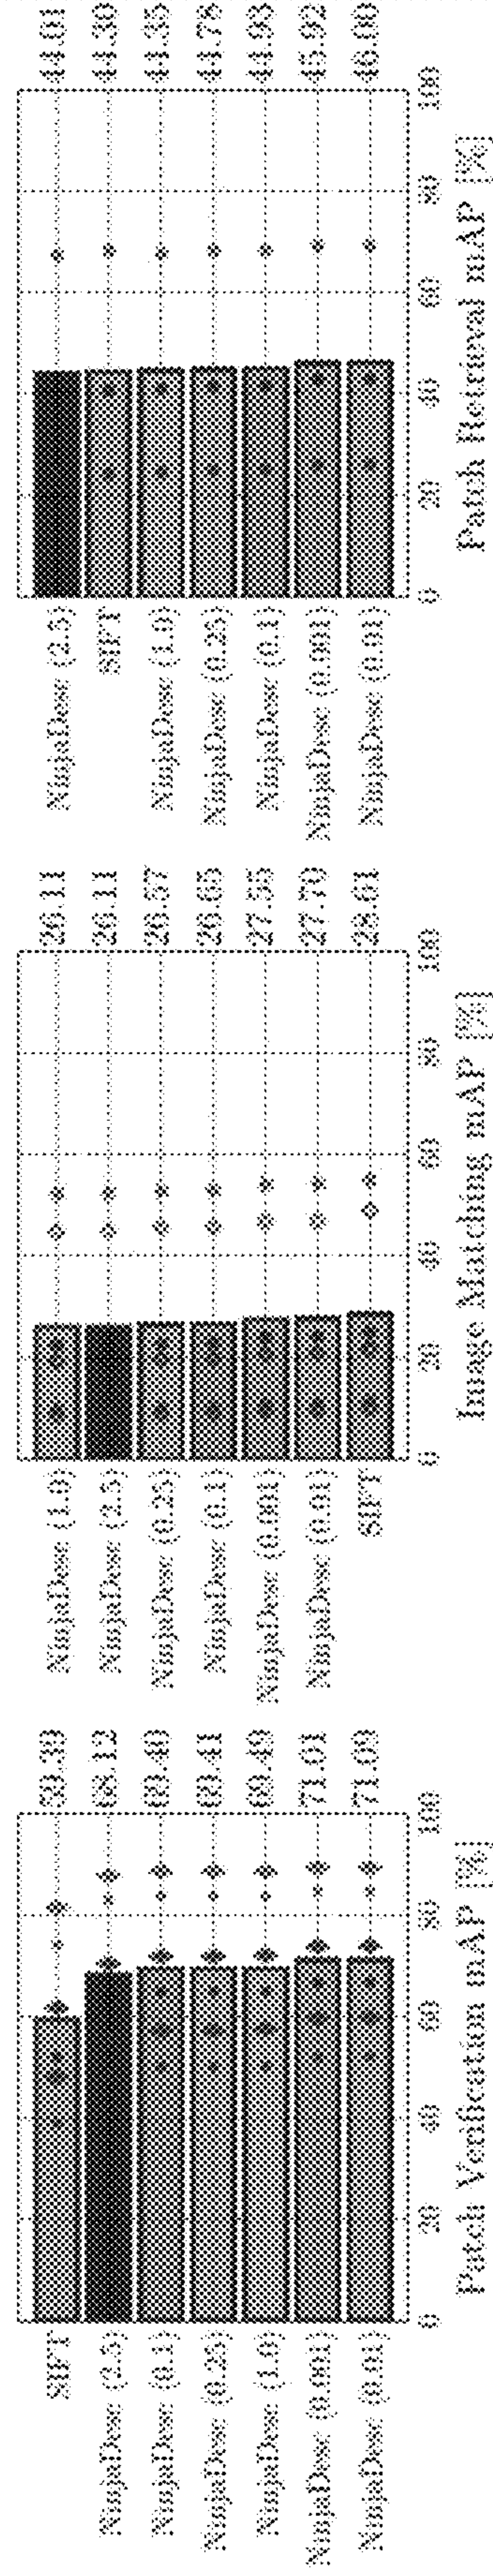 SIFT
NinjaDesc (2.5)
NinjaDesc (0.1)
NinjaDesc (0.25)
NinjaDesc (1.0)
NinjaDesc (0.001)
NinjaDesc (0.01)
68.12
69.40
69.41
69.49
71.01
71.09
0 20 40 60 80 100
Patch Verification mAP [%]
NinjaDesc (1.0)
NinjaDesc (2.5)
NinjaDesc (0.25)
NinjaDesc (0.1)
NinjaDesc (0.001)
NinjaDesc (0.01)
SIFT
26.11
26.11
26.57
26.65
27.55
27.70
28.61
0 20 40 60 80 100
Image Matching mAP [%]
NinjaDesc (2.5)
SIFT
NinjaDesc (1.0)
NinjaDesc (0.25)
NinjaDesc (0.1)
NinjaDesc (0.001)
NinjaDesc (0.01)
44.01
44.30
44.35
44.78
44.93
45.92
46.00
0 20 40 60 80 100
Patch Retrieval mAP [%]